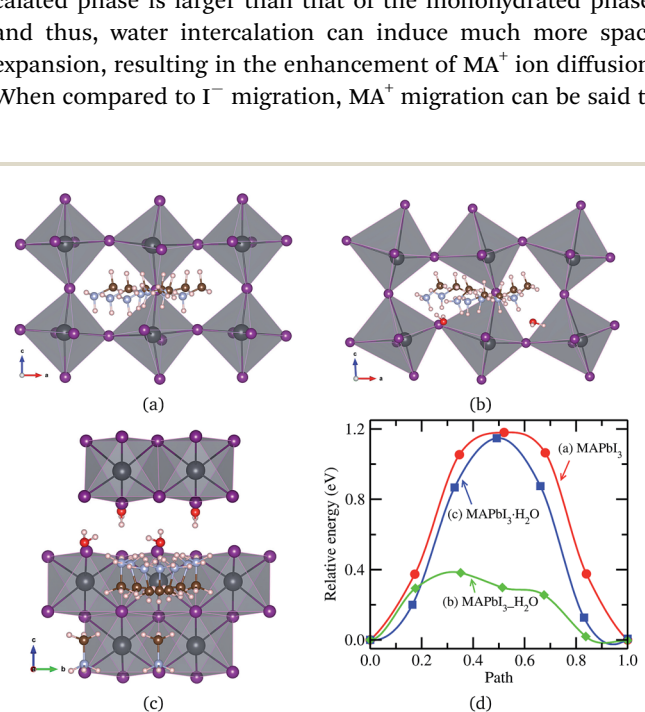 calated phase is larger than that of the monohydrated phase
and thus, water intercalation can induce much more spac
expansion, resulting in the enhancement of MA⁺ ion diffusion
When compared to I⁻ migration, MA⁺ migration can be said t
c
a
(a)
c
a
(b)
c
b
(c)
Relative energy (eV)
1.2
0.8
0.4
0.0
(a) MAPbI₃
(c) MAPbI₃·H₂O
(b) MAPbI₃_H₂O
0.0 0.2 0.4 0.6 0.8 1.0
Path
(d)